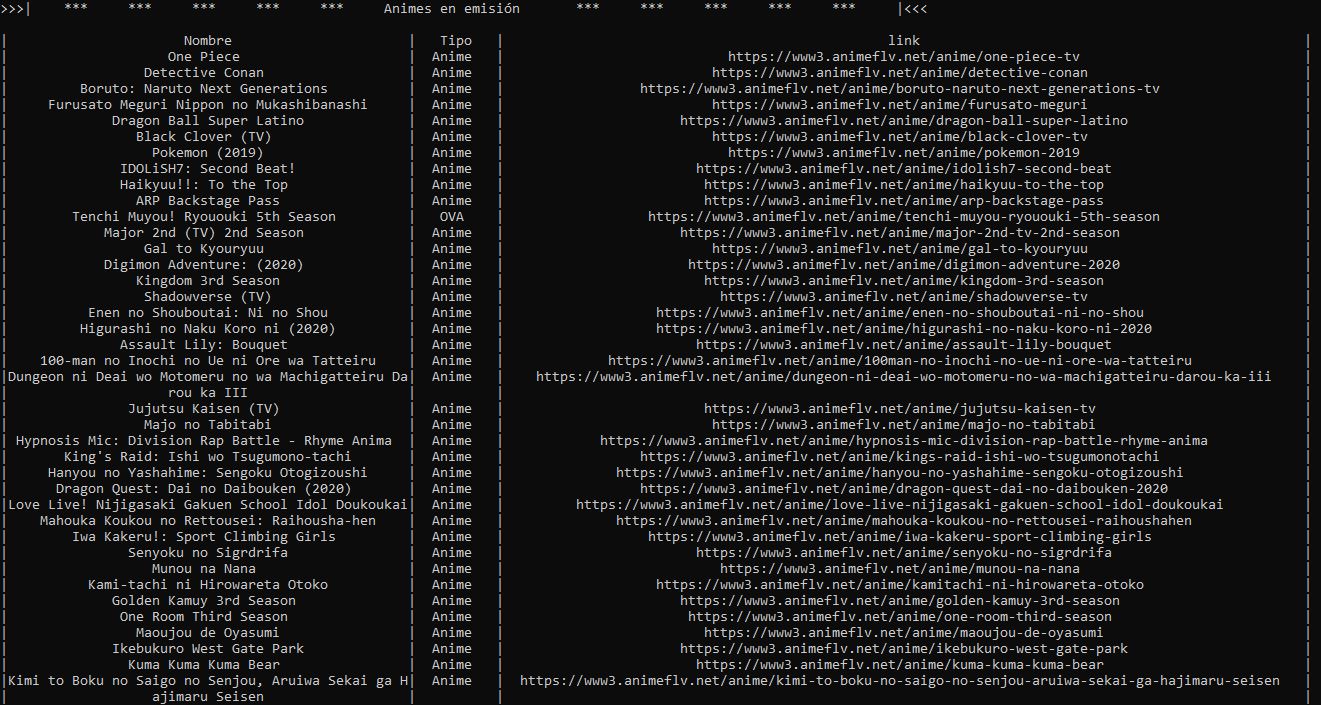 >>>|    ***     ***     ***     ***     ***     Animes en emisión       ***     ***     ***     ***     ***     |<<<
| Nombre | Tipo | link |
| One Piece | Anime | https://www3.animeflv.net/anime/one-piece-tv |
| Detective Conan | Anime | https://www3.animeflv.net/anime/detective-conan |
| Boruto: Naruto Next Generations | Anime | https://www3.animeflv.net/anime/boruto-naruto-next-generations-tv |
| Furusato Meguri Nippon no Mukashibanashi | Anime | https://www3.animeflv.net/anime/furusato-meguri |
| Dragon Ball Super Latino | Anime | https://www3.animeflv.net/anime/dragon-ball-super-latino |
| Black Clover (TV) | Anime | https://www3.animeflv.net/anime/black-clover-tv |
| Pokemon (2019) | Anime | https://www3.animeflv.net/anime/pokemon-2019 |
| IDOLiSH7: Second Beat! | Anime | https://www3.animeflv.net/anime/idolish7-second-beat |
| Haikyuu!!: To the Top | Anime | https://www3.animeflv.net/anime/haikyuu-to-the-top |
| ARP Backstage Pass | Anime | https://www3.animeflv.net/anime/arp-backstage-pass |
| Tenchi Muyou! Ryououki 5th Season | OVA | https://www3.animeflv.net/anime/tenchi-muyou-ryououki-5th-season |
| Major 2nd (TV) 2nd Season | Anime | https://www3.animeflv.net/anime/major-2nd-tv-2nd-season |
| Gal to Kyouryuu | Anime | https://www3.animeflv.net/anime/gal-to-kyouryuu |
| Digimon Adventure: (2020) | Anime | https://www3.animeflv.net/anime/digimon-adventure-2020 |
| Kingdom 3rd Season | Anime | https://www3.animeflv.net/anime/kingdom-3rd-season |
| Shadowverse (TV) | Anime | https://www3.animeflv.net/anime/shadowverse-tv |
| Enen no Shouboutai: Ni no Shou | Anime | https://www3.animeflv.net/anime/enen-no-shouboutai-ni-no-shou |
| Higurashi no Naku Koro ni (2020) | Anime | https://www3.animeflv.net/anime/higurashi-no-naku-koro-ni-2020 |
| Assault Lily: Bouquet | Anime | https://www3.animeflv.net/anime/assault-lily-bouquet |
| 100-man no Inochi no Ue ni Ore wa Tatteiru | Anime | https://www3.animeflv.net/anime/100man-no-inochi-no-ue-ni-ore-wa-tatteiru |
|Dungeon ni Deai wo Motomeru no wa Machigatteiru Da| Anime | https://www3.animeflv.net/anime/dungeon-ni-deai-wo-motomeru-no-wa-machigatteiru-darou-ka-iii |
| rou ka III | | |
| Jujutsu Kaisen (TV) | Anime | https://www3.animeflv.net/anime/jujutsu-kaisen-tv |
| Majo no Tabitabi | Anime | https://www3.animeflv.net/anime/majo-no-tabitabi |
| Hypnosis Mic: Division Rap Battle - Rhyme Anima | Anime | https://www3.animeflv.net/anime/hypnosis-mic-division-rap-battle-rhyme-anima |
| King's Raid: Ishi wo Tsugumono-tachi | Anime | https://www3.animeflv.net/anime/kings-raid-ishi-wo-tsugumonotachi |
| Hanyou no Yashahime: Sengoku Otogizoushi | Anime | https://www3.animeflv.net/anime/hanyou-no-yashahime-sengoku-otogizoushi |
| Dragon Quest: Dai no Daibouken (2020) | Anime | https://www3.animeflv.net/anime/dragon-quest-dai-no-daibouken-2020 |
|Love Live! Nijigasaki Gakuen School Idol Doukoukai| Anime | https://www3.animeflv.net/anime/love-live-nijigasaki-gakuen-school-idol-doukoukai |
| Mahouka Koukou no Rettousei: Raihousha-hen | Anime | https://www3.animeflv.net/anime/mahouka-koukou-no-rettousei-raihoushahen |
| Iwa Kakeru!: Sport Climbing Girls | Anime | https://www3.animeflv.net/anime/iwa-kakeru-sport-climbing-girls |
| Senyoku no Sigrdrifa | Anime | https://www3.animeflv.net/anime/senyoku-no-sigrdrifa |
| Munou na Nana | Anime | https://www3.animeflv.net/anime/munou-na-nana |
| Kami-tachi ni Hirowareta Otoko | Anime | https://www3.animeflv.net/anime/kamitachi-ni-hirowareta-otoko |
| Golden Kamuy 3rd Season | Anime | https://www3.animeflv.net/anime/golden-kamuy-3rd-season |
| One Room Third Season | Anime | https://www3.animeflv.net/anime/one-room-third-season |
| Maoujou de Oyasumi | Anime | https://www3.animeflv.net/anime/maoujou-de-oyasumi |
| Ikebukuro West Gate Park | Anime | https://www3.animeflv.net/anime/ikebukuro-west-gate-park |
| Kuma Kuma Kuma Bear | Anime | https://www3.animeflv.net/anime/kuma-kuma-kuma-bear |
|Kimi to Boku no Saigo no Senjou, Aruiwa Sekai ga H| Anime | https://www3.animeflv.net/anime/kimi-to-boku-no-saigo-no-senjou-aruiwa-sekai-ga-hajimaru-seisen |
| ajimaru Seisen | | |